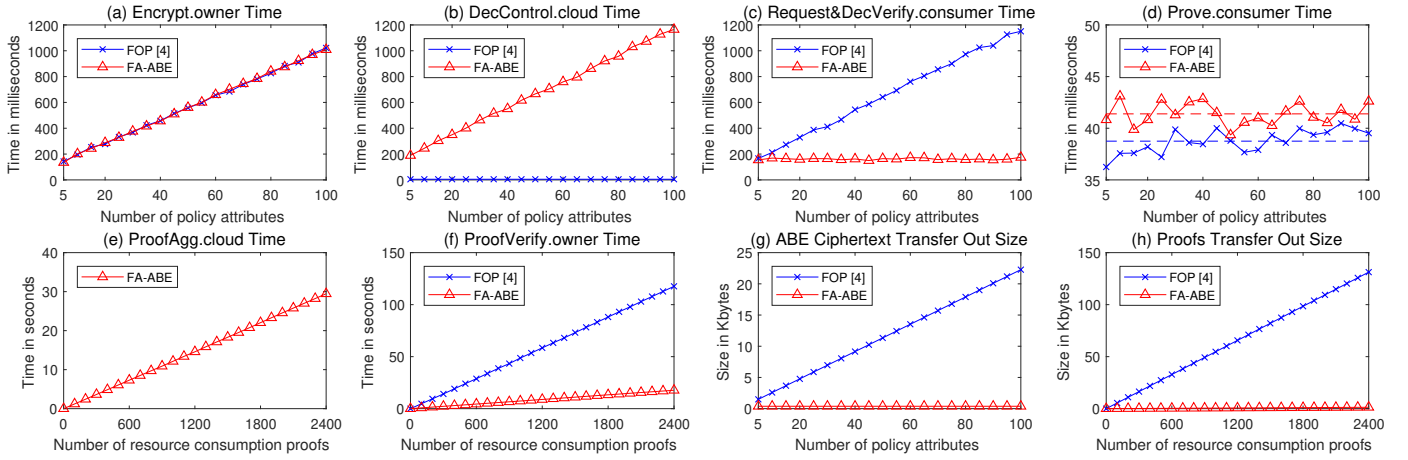 (a) Encrypt.owner Time
1200
1000
800
600
400
200
0
Time in milliseconds
FOP [4]
FA-ABE
5 20 40 60 80 100
Number of policy attributes
(b) DecControl.cloud Time
1200
1000
800
600
400
200
0
Time in milliseconds
FOP [4]
FA-ABE
5 20 40 60 80 100
Number of policy attributes
(c) Request&DecVerify.consumer Time
1200
1000
800
600
400
200
0
Time in milliseconds
FOP [4]
FA-ABE
5 20 40 60 80 100
Number of policy attributes
(d) Prove.consumer Time
50
45
40
35
Time in milliseconds
FOP [4]
FA-ABE
5 20 40 60 80 100
Number of policy attributes
(e) ProofAgg.cloud Time
40
30
20
10
0
Time in seconds
FA-ABE
0 600 1200 1800 2400
Number of resource consumption proofs
(f) ProofVerify.owner Time
150
100
50
0
Time in seconds
FOP [4]
FA-ABE
0 600 1200 1800 2400
Number of resource consumption proofs
(g) ABE Ciphertext Transfer Out Size
25
20
15
10
5
0
Size in Kbytes
FOP [4]
FA-ABE
5 20 40 60 80 100
Number of policy attributes
(h) Proofs Transfer Out Size
150
100
50
0
Size in Kbytes
FOP [4]
FA-ABE
0 600 1200 1800 2400
Number of resource consumption proofs